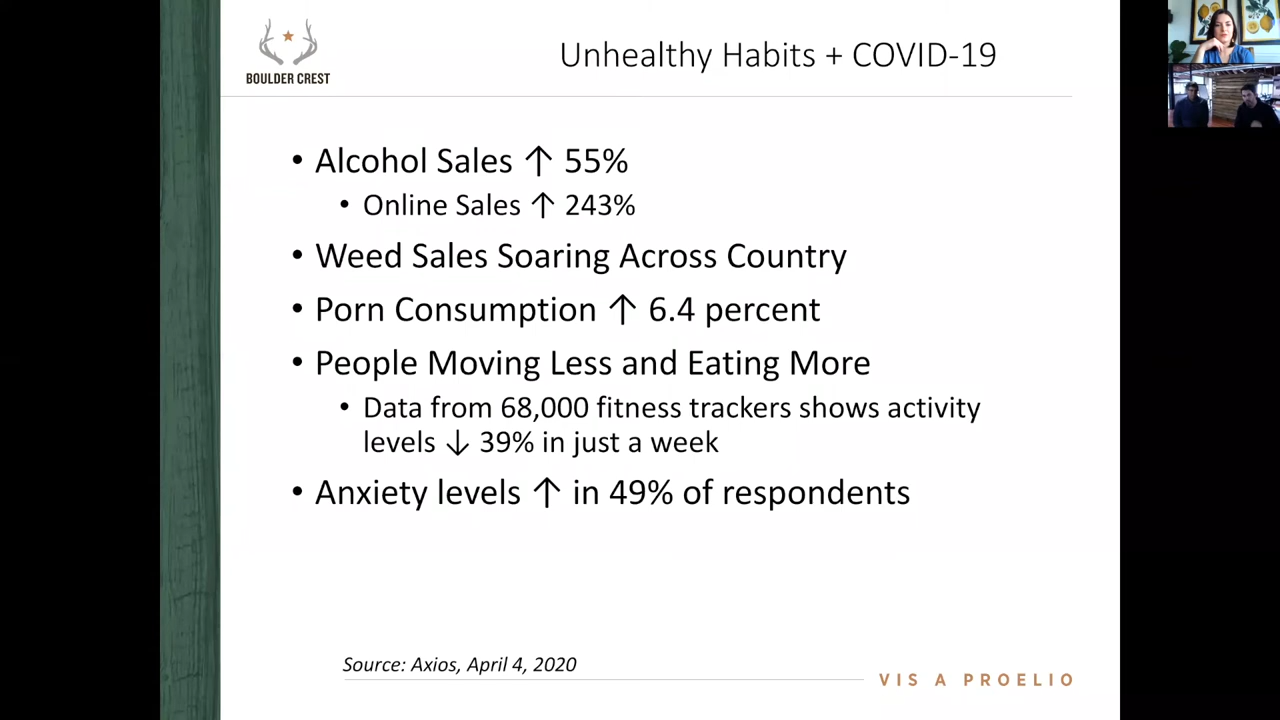 BOULDER CREST
Unhealthy Habits + COVID-19
• Alcohol Sales ↑ 55%
• Online Sales ↑ 243%
• Weed Sales Soaring Across Country
• Porn Consumption ↑ 6.4 percent
• People Moving Less and Eating More
• Data from 68,000 fitness trackers shows activity
levels ↓ 39% in just a week
• Anxiety levels ↑ in 49% of respondents
Source: Axios, April 4, 2020
VIS A PROELIO